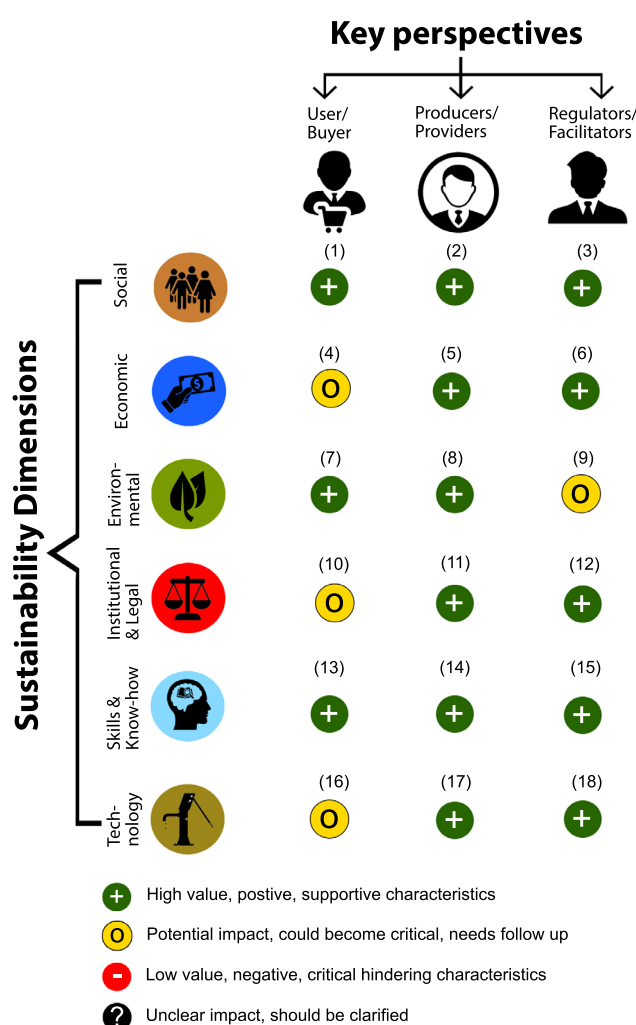 Key perspectives
User/
Buyer
Producers/
Providers
Regulators/
Facilitators
Sustainability Dimensions
Social
(1)
+
(2)
+
(3)
+
Economic
$
(4)
O
(5)
+
(6)
+
Environ-
mental
(7)
+
(8)
+
(9)
O
Institutional
& Legal
(10)
O
(11)
+
(12)
+
Skills &
Know-how
(13)
+
(14)
+
(15)
+
Tech-
nology
(16)
O
(17)
+
(18)
+
+ High value, postive, supportive characteristics
O Potential impact, could become critical, needs follow up
- Low value, negative, critical hindering characteristics
? Unclear impact, should be clarified